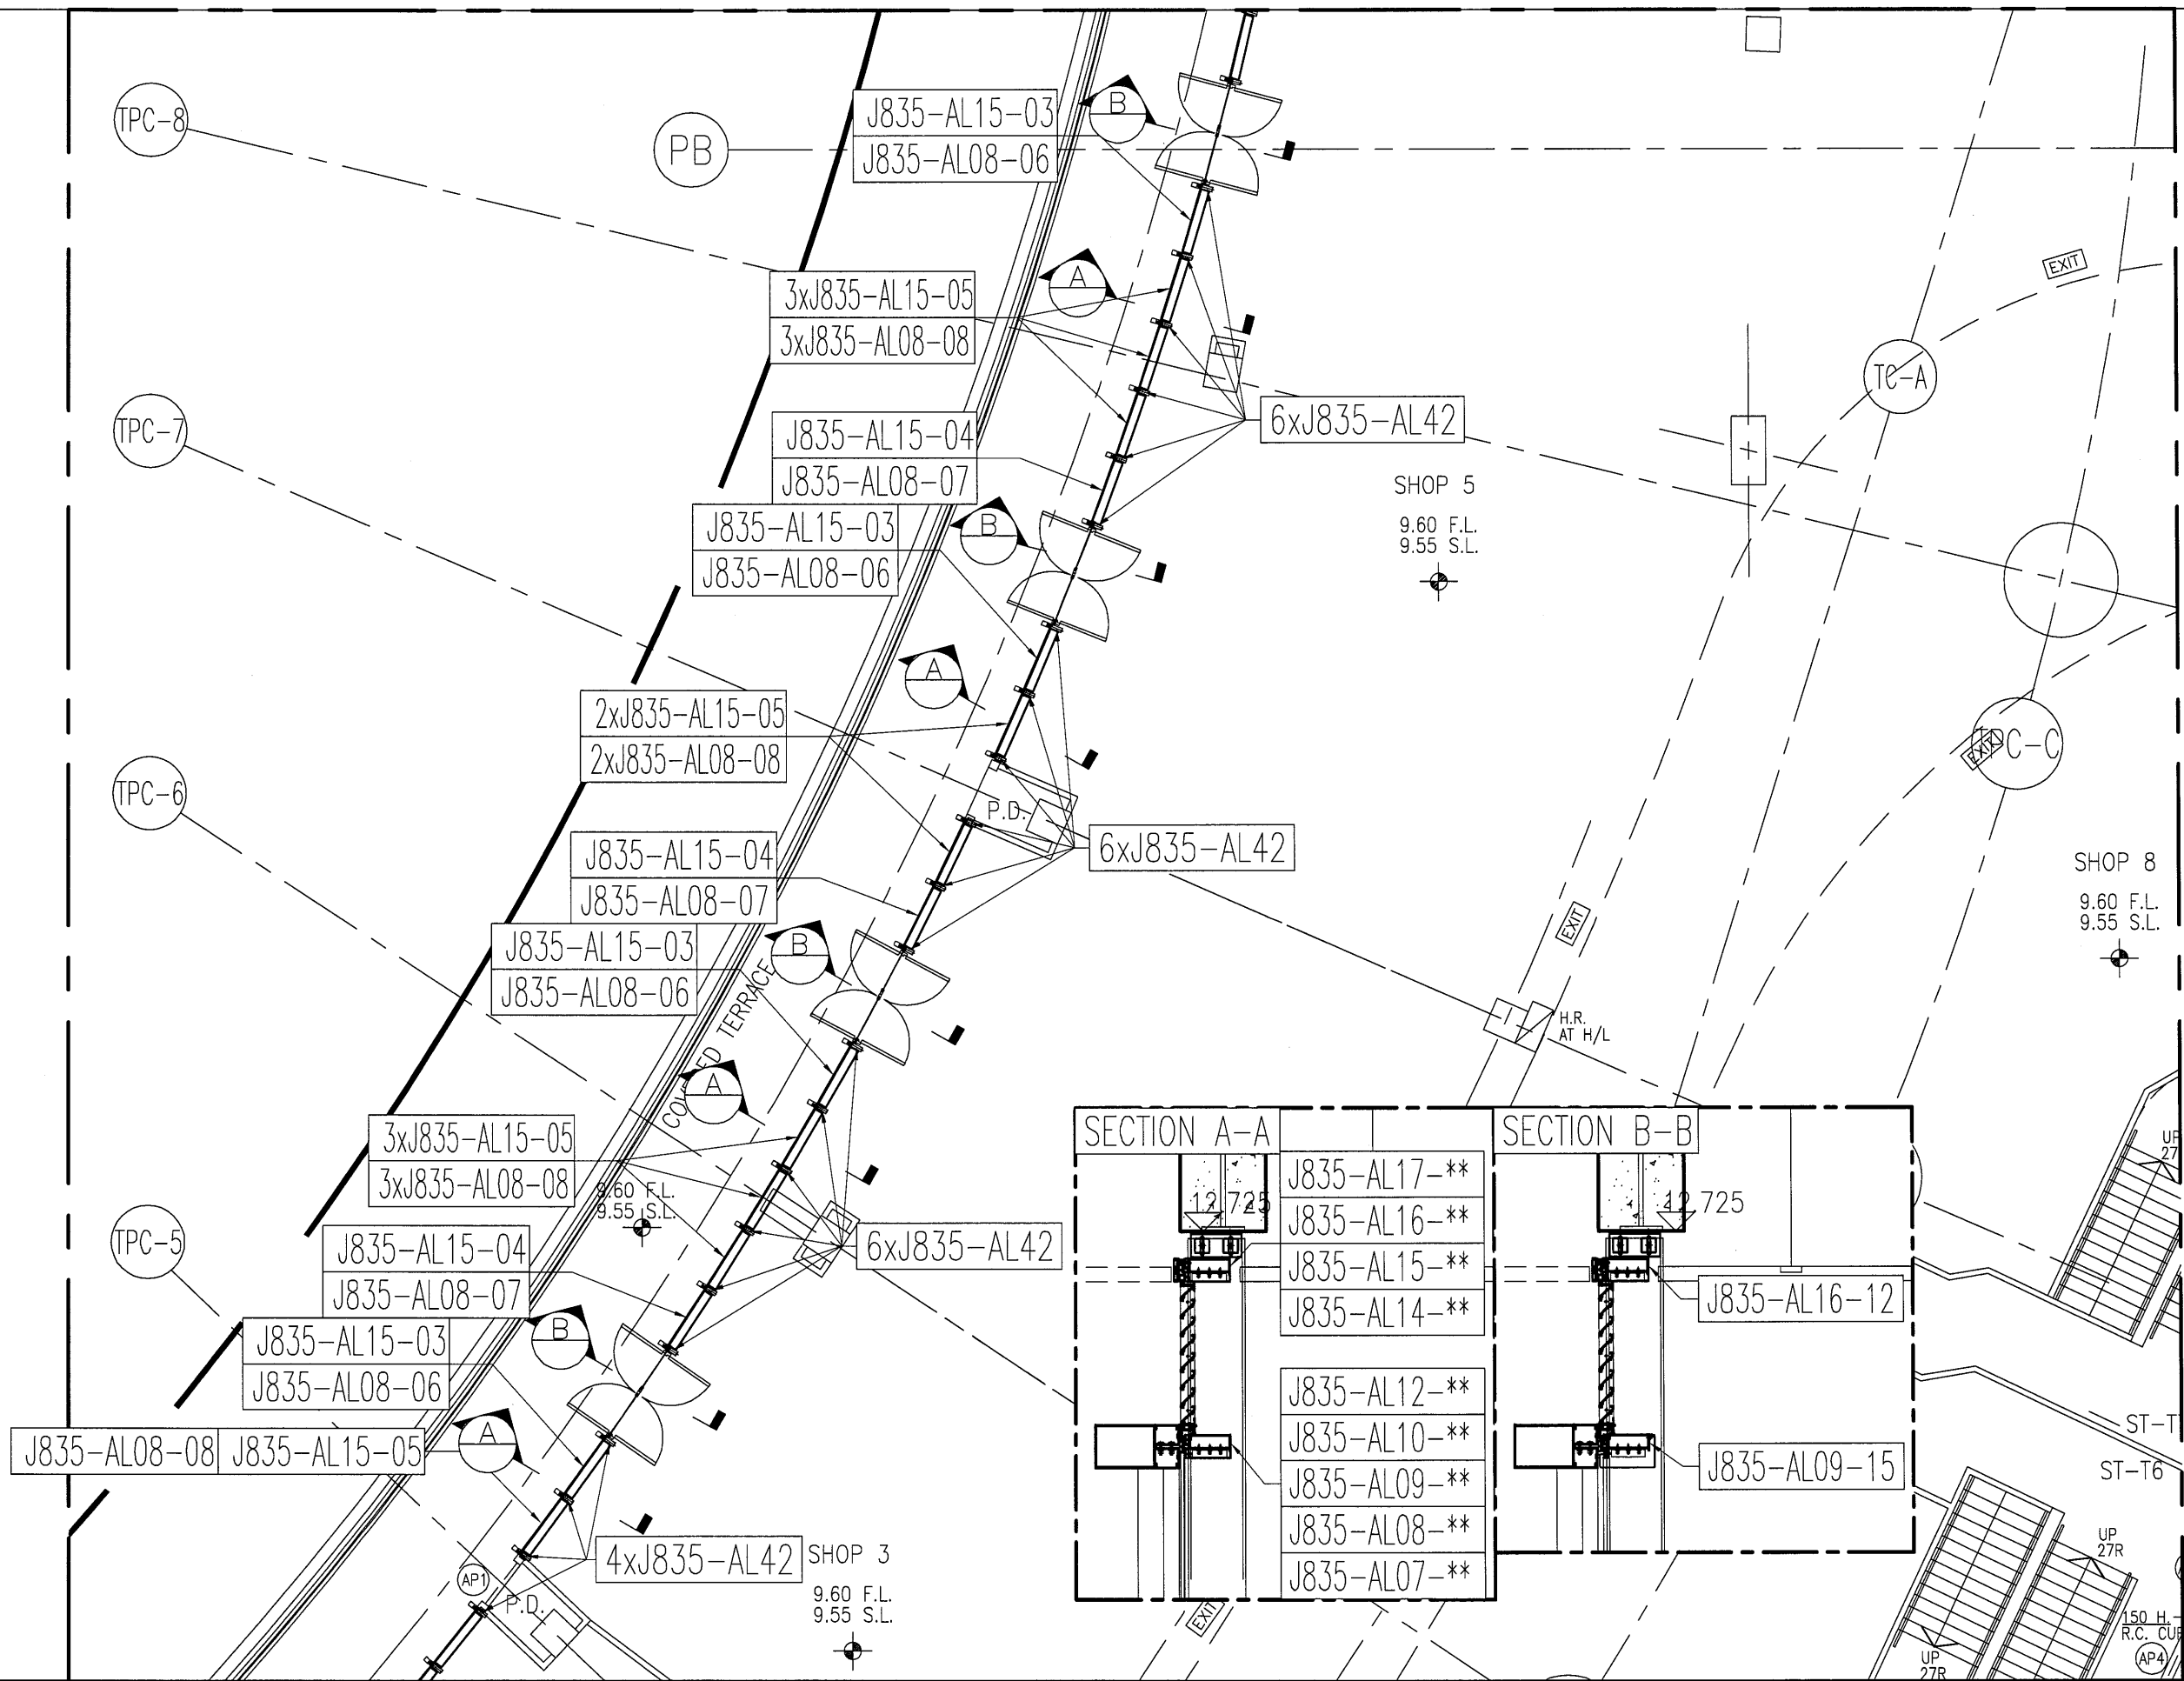 TPC-8
PB
J835-AL15-03
J835-AL08-06
B
EXIT
A
3xJ835-AL15-05
3xJ835-AL08-08
TC-A
TPC-7
J835-AL15-04
J835-AL08-07
6xJ835-AL42
SHOP 5
9.60 F.L.
9.55 S.L.
J835-AL15-03
J835-AL08-06
B
A
2xJ835-AL15-05
2xJ835-AL08-08
TPC-C
EXIT
TPC-6
P.D.
6xJ835-AL42
J835-AL15-04
J835-AL08-07
SHOP 8
9.60 F.L.
9.55 S.L.
EXIT
J835-AL15-03
J835-AL08-06
B
TERRACE
H.R.
AT H/L
A
3xJ835-AL15-05
3xJ835-AL08-08
9.60 F.L.
9.55 S.L.
TPC-5
J835-AL15-04
J835-AL08-07
6xJ835-AL42
J835-AL15-03
J835-AL08-06
B
J835-AL08-08
J835-AL15-05
A
4xJ835-AL42
SHOP 3
9.60 F.L.
9.55 S.L.
AP1
P.D.
SECTION A-A
12.725
J835-AL17-**
J835-AL16-**
J835-AL15-**
J835-AL14-**
J835-AL12-**
J835-AL10-**
J835-AL09-**
J835-AL08-**
J835-AL07-**
SECTION B-B
12.725
J835-AL16-12
J835-AL09-15
EXIT
UP
27
ST-T
ST-T6
UP
27R
UP
27R
150 H.
R.C.
AP4